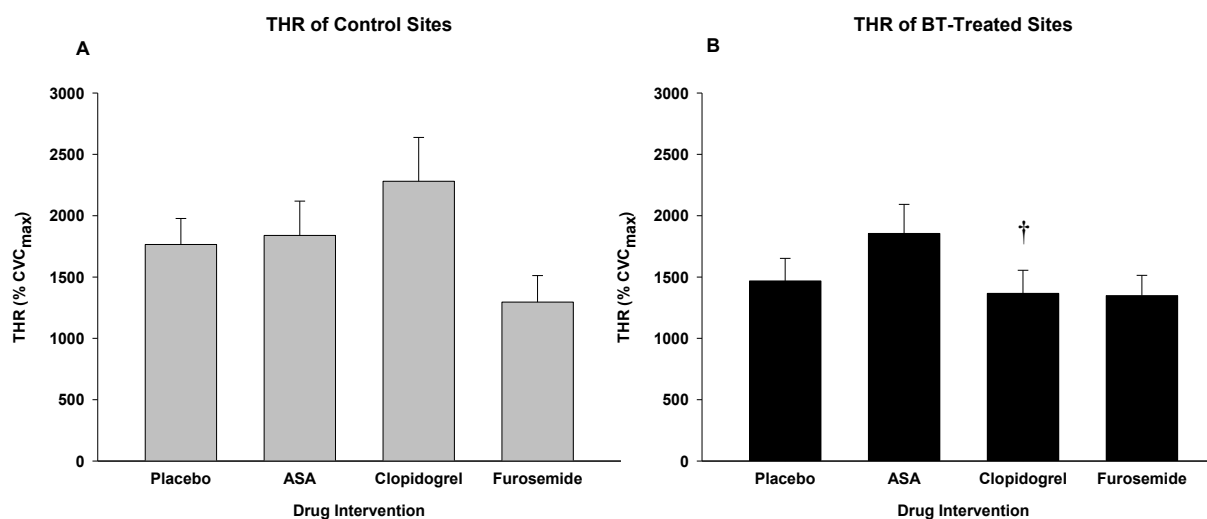 THR of Control Sites
A
THR (% CVCmax)
3000
2500
2000
1500
1000
500
0
Placebo ASA Clopidogrel Furosemide
Drug Intervention
THR of BT-Treated Sites
B
THR (% CVCmax)
3000
2500
2000
1500
1000
500
0
†
Placebo ASA Clopidogrel Furosemide
Drug Intervention